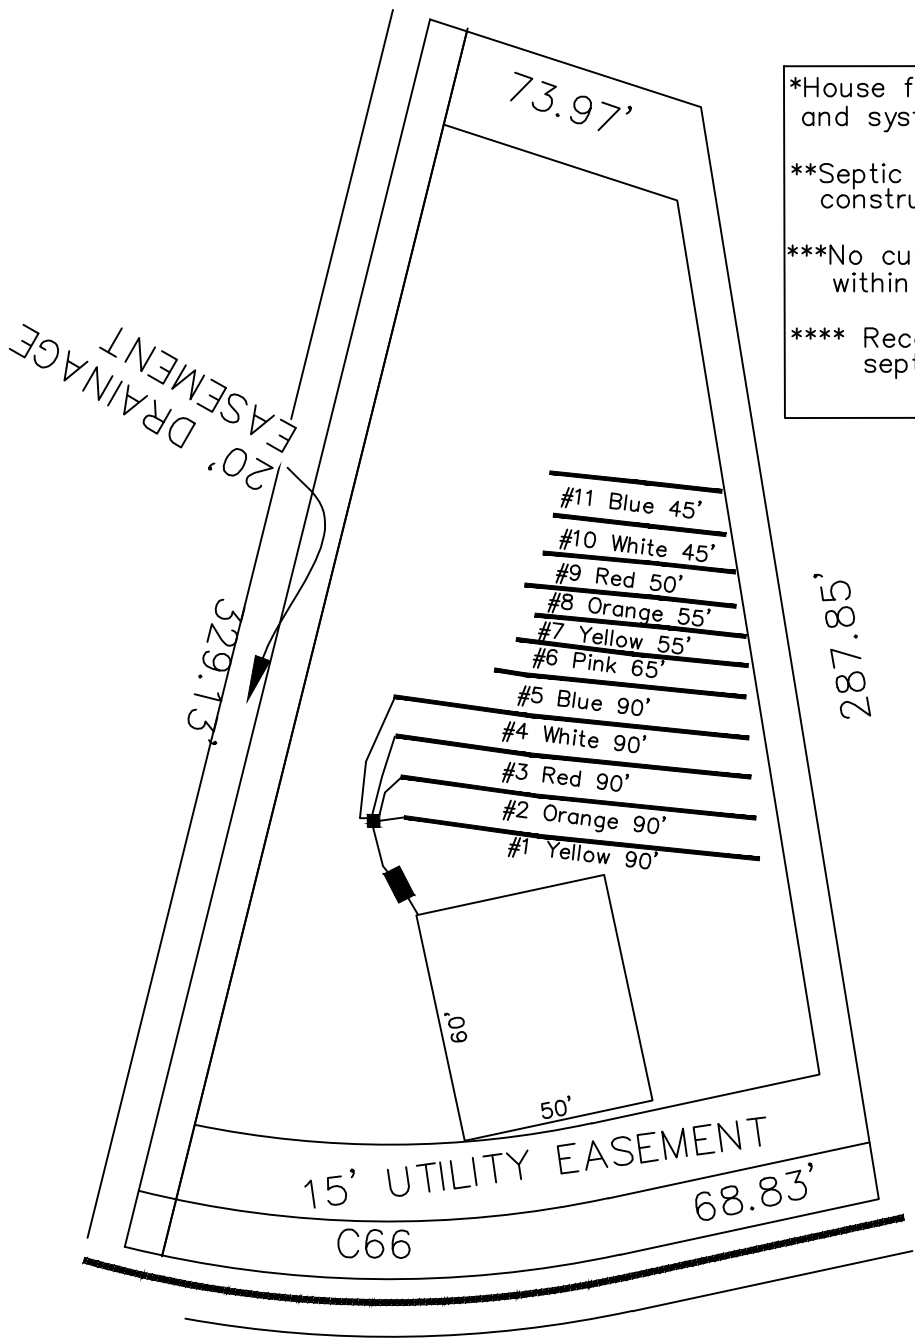 73.97'
*House f
and syst
**Septic
constru
***No cu
within
**** Rec
sept
20' DRAINAGE
EASEMENT
329.13'
287.85'
#11 Blue 45'
#10 White 45'
#9 Red 50'
#8 Orange 55'
#7 Yellow 55'
#6 Pink 65'
#5 Blue 90'
#4 White 90'
#3 Red 90'
#2 Orange 90'
#1 Yellow 90'
60'
50'
15' UTILITY EASEMENT
68.83'
C66